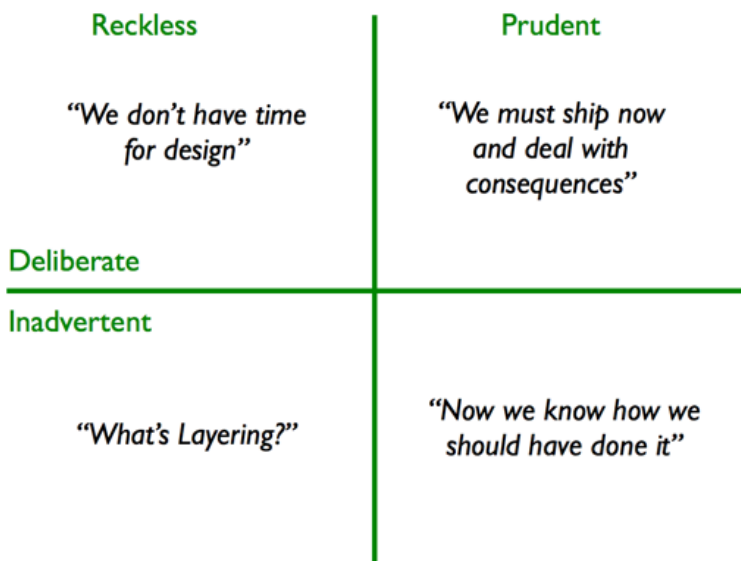 Reckless
Prudent
“We don’t have time
for design”
“We must ship now
and deal with
consequences”
Deliberate
Inadvertent
“What’s Layering?”
“Now we know how we
should have done it”